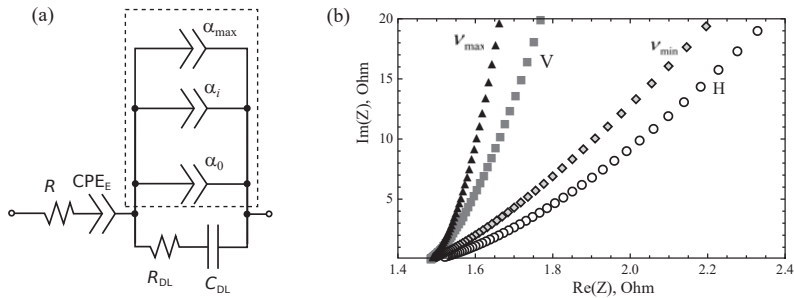 (a)
α_max
α_i
α_0
R
CPE_E
R_DL
C_DL
(b)
20
15
10
5
1.4
1.6
1.8
2.0
2.2
2.4
Im(Z), Ohm
Re(Z), Ohm
ν_max
V
ν_min
H